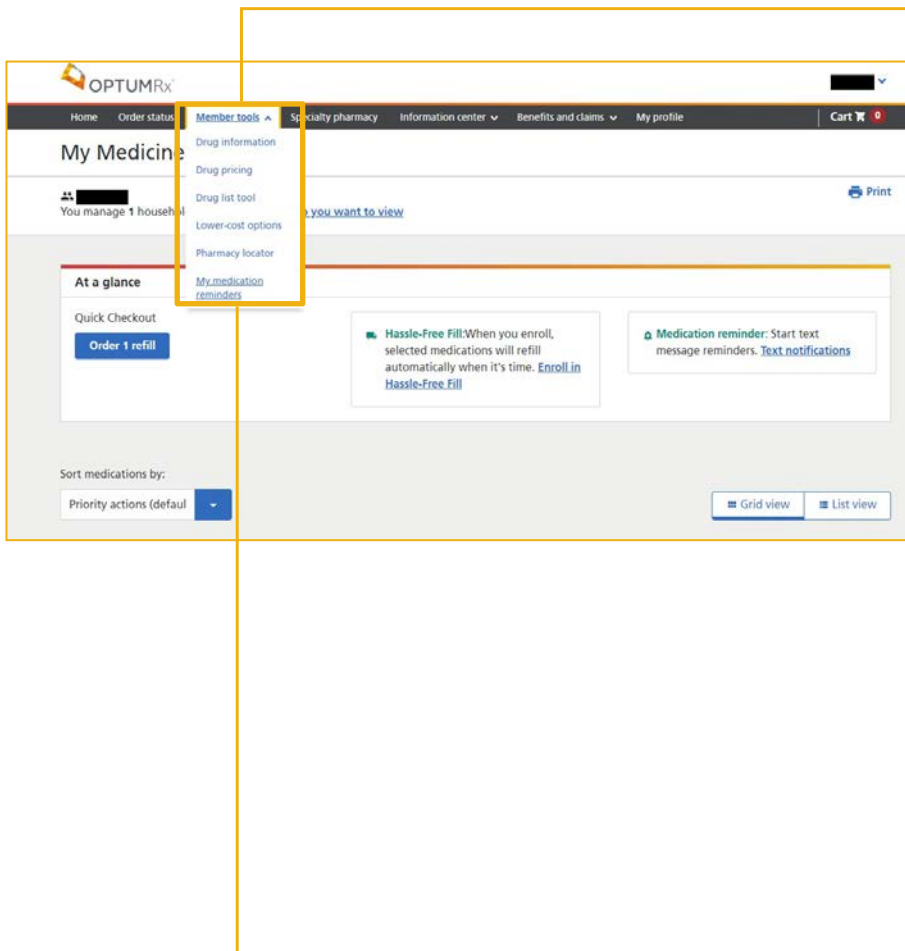 OPTUMRx
Home Order status Member tools Specialty pharmacy Information center Benefits and claims My profile Cart 0
My Medicine
Drug information
Drug pricing
Drug list tool
Lower-cost options
Pharmacy locator
My medication
reminders
Print
You manage 1 househol you want to view
At a glance
Quick Checkout
Order 1 refill
Hassle-Free Fill:When you enroll,
selected medications will refill
automatically when it's time. Enroll in
Hassle-Free Fill
Medication reminder: Start text
message reminders. Text notifications
Sort medications by:
Priority actions (defaul
Grid view
List view